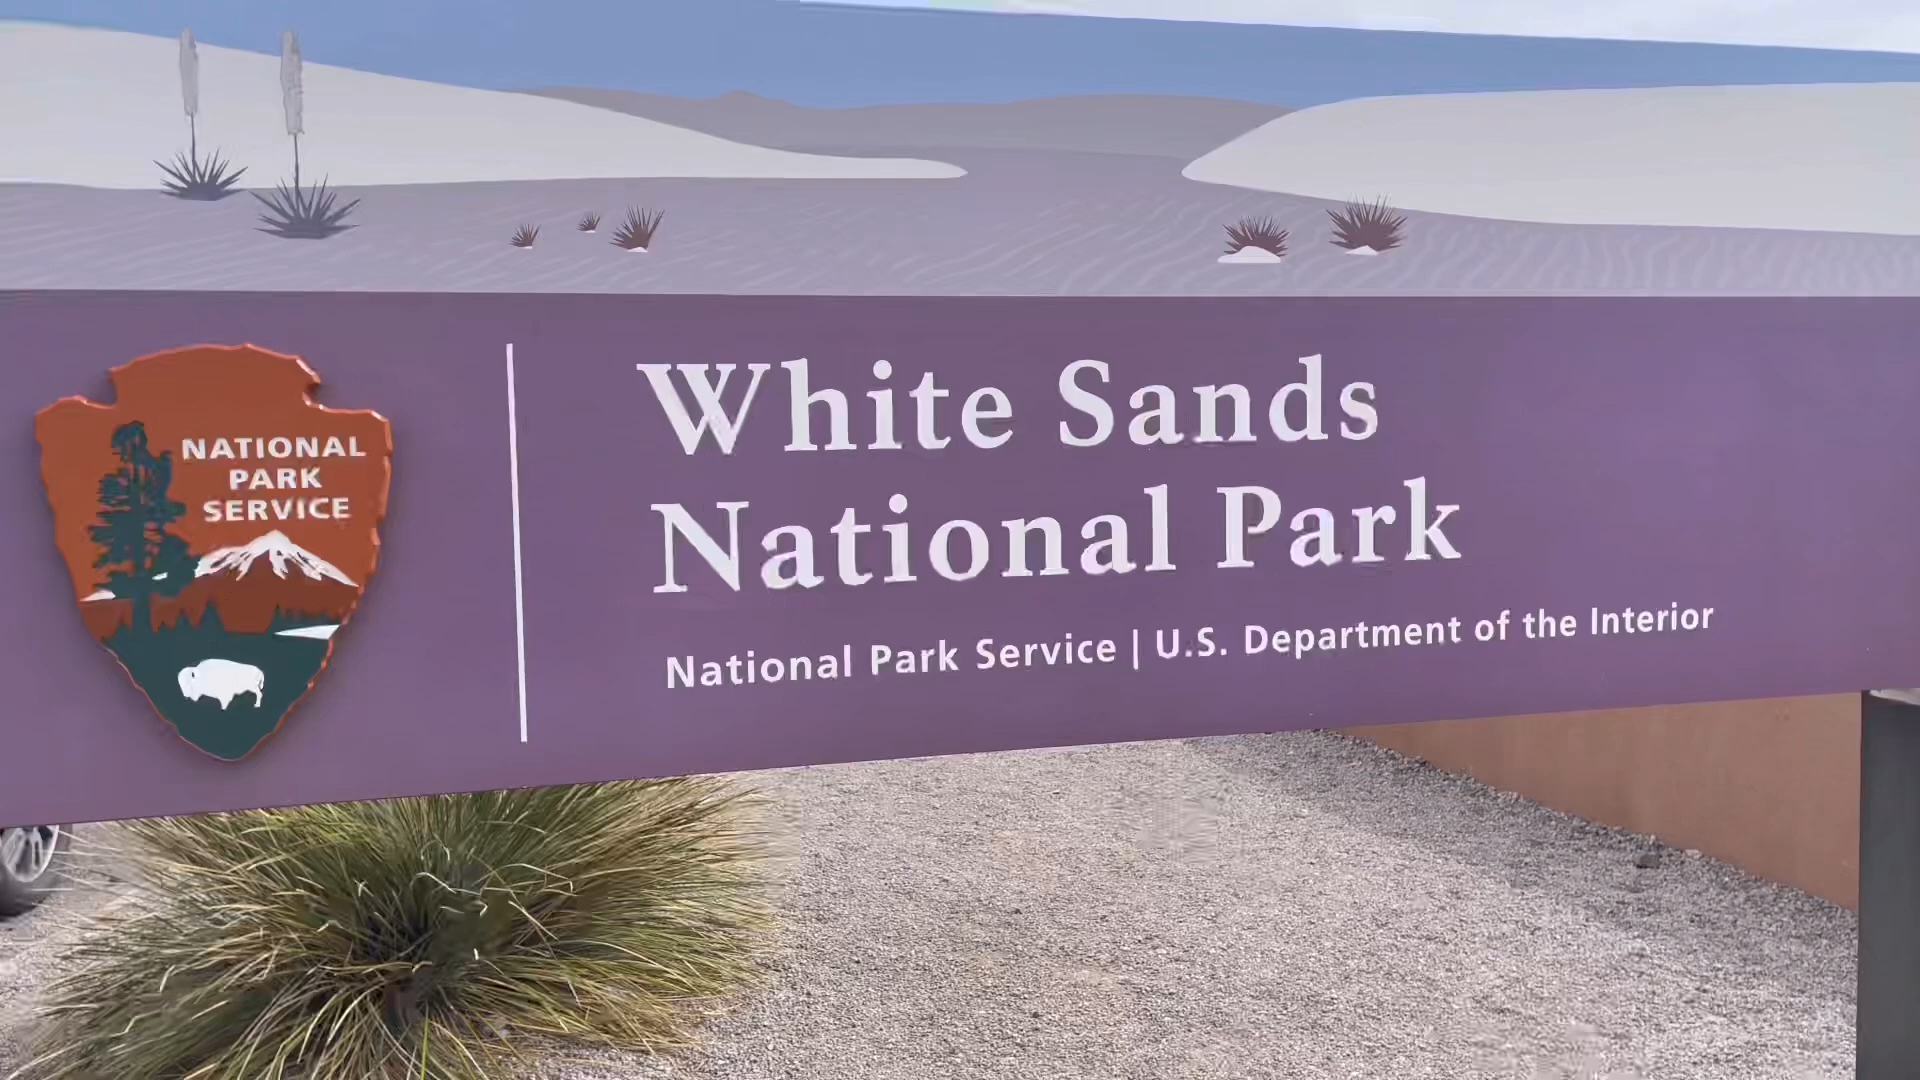 NATIONAL
PARK
SERVICE
White Sands
National Park
National Park Service | U.S. Department of the Interior